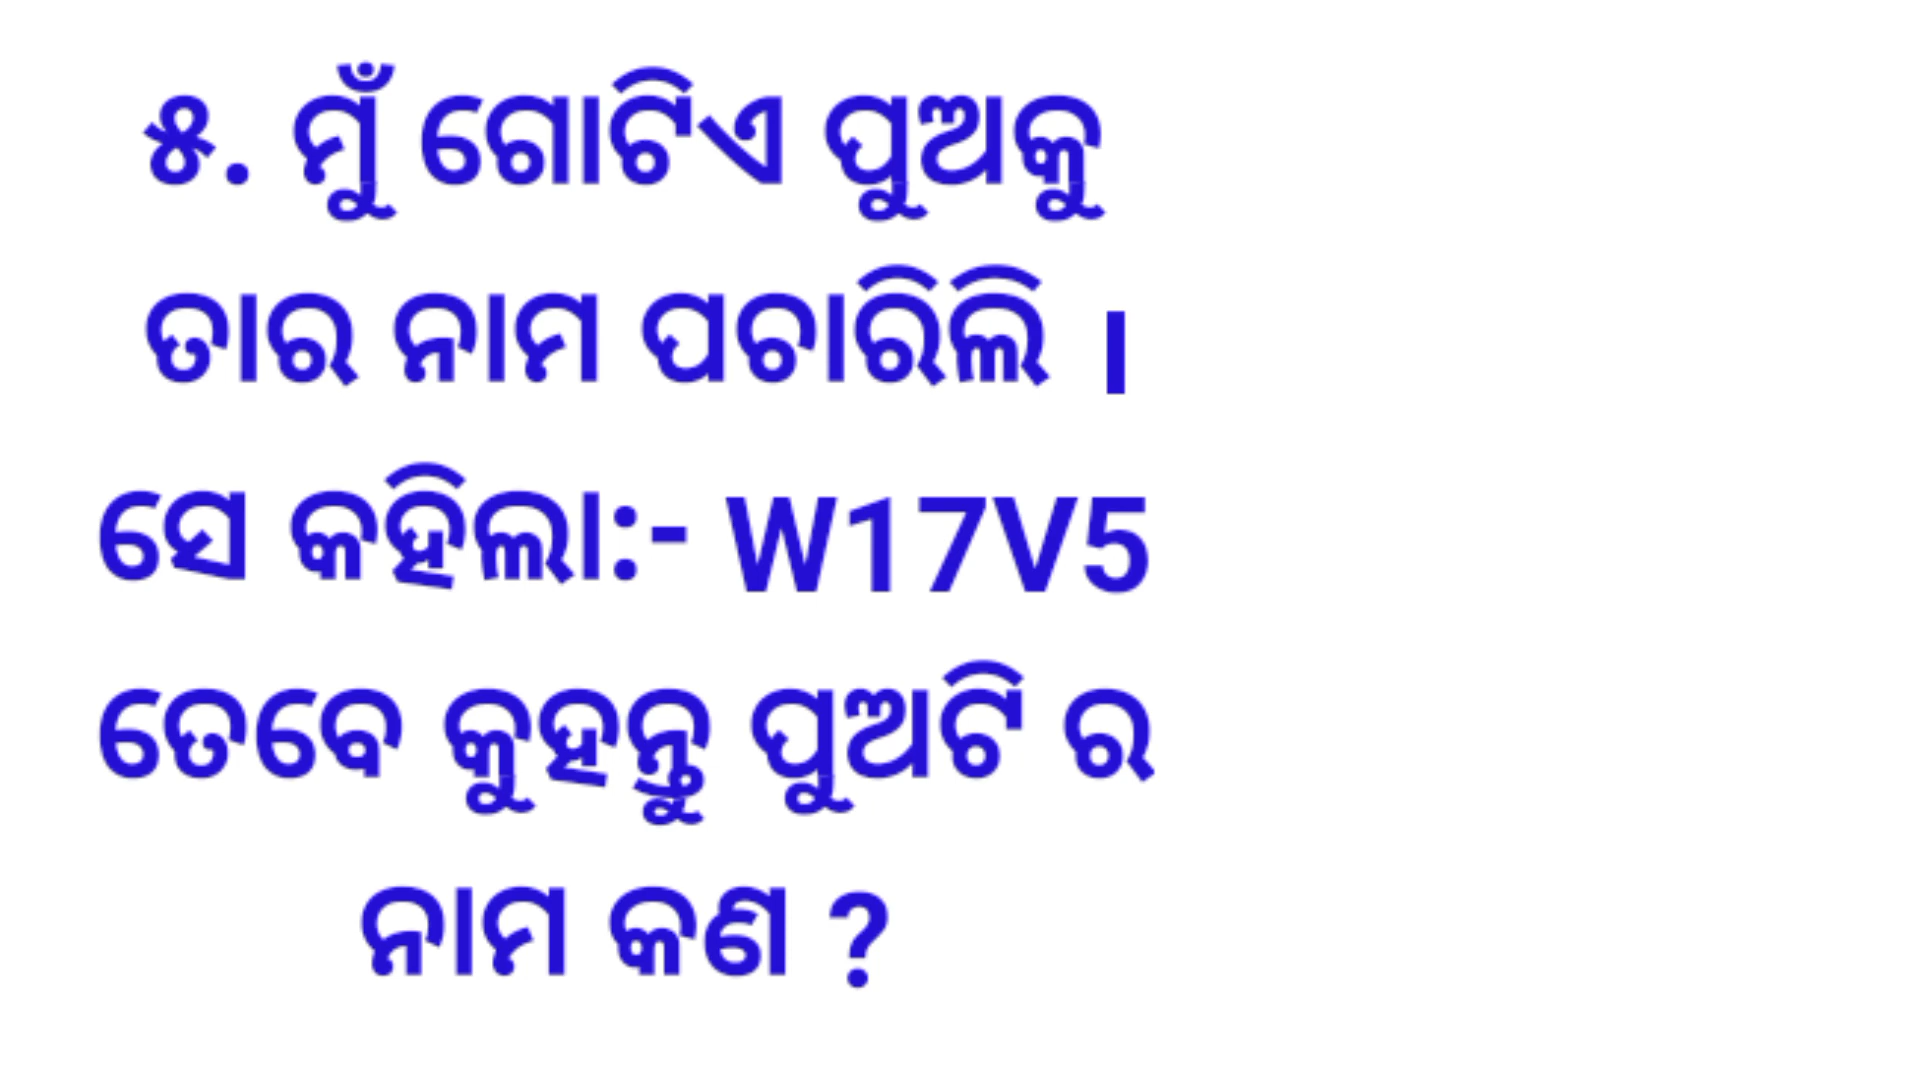 ୫. ମୁଁ ଗୋଟିଏ ପୁଅକୁ
ତାର ନାମ ପଚାରିଲି ।
ସେ କହିଲା:- W17V5
ତେବେ କୁହନ୍ତୁ ପୁଅଟି ର
ନାମ କଣ ?